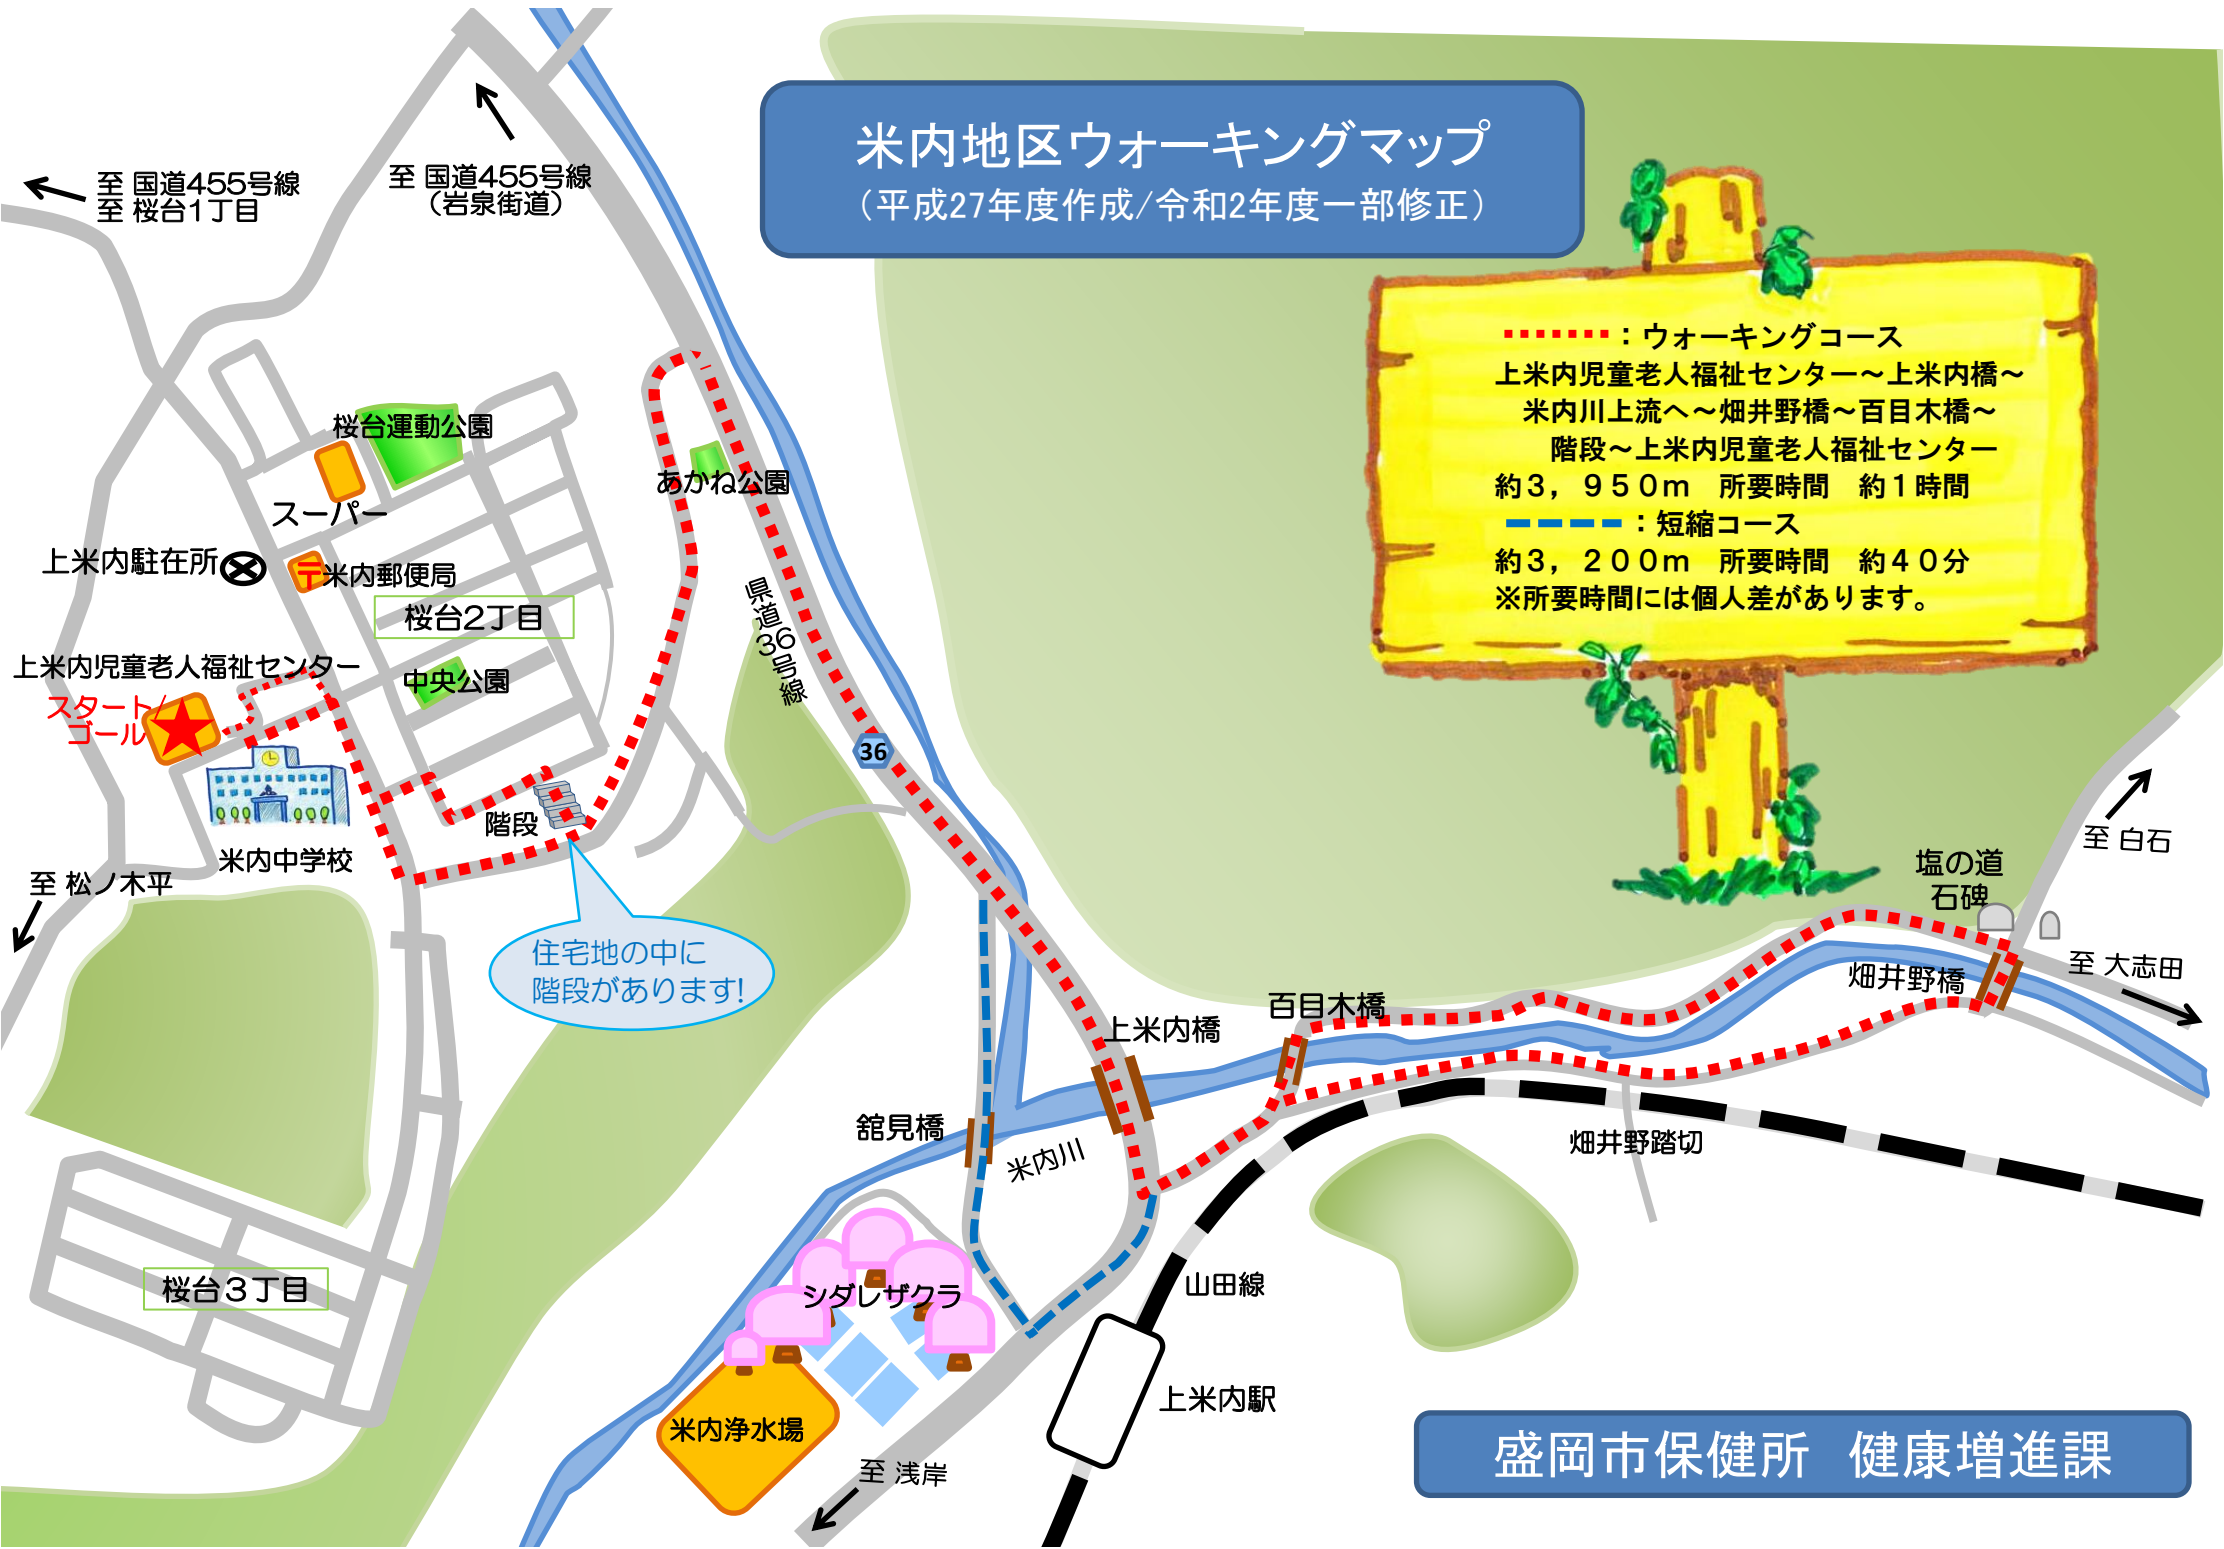 米内地区ウォーキングマップ
（平成27年度作成/令和2年度一部修正）
至 国道455号線
至 桜台1丁目
至 国道455号線
（岩泉街道）
：ウォーキングコース
上米内児童老人福祉センター～上米内橋～
米内川上流へ～畑井野橋～百目木橋～
階段～上米内児童老人福祉センター
約３，９５０ｍ　所要時間　約１時間
：短縮コース
約３，２００ｍ　所要時間　約４０分
※所要時間には個人差があります。
桜台運動公園
スーパー
あかね公園
上米内駐在所
〒
米内郵便局
桜台2丁目
県道36号線
上米内児童老人福祉センター
中央公園
スタート/
ゴール
36
階段
米内中学校
至 松ノ木平
住宅地の中に
階段があります!
至 白石
塩の道
石碑
至 大志田
畑井野橋
百目木橋
上米内橋
舘見橋
米内川
畑井野踏切
桜台３丁目
シダレザクラ
山田線
上米内駅
米内浄水場
至 浅岸
盛岡市保健所　健康増進課